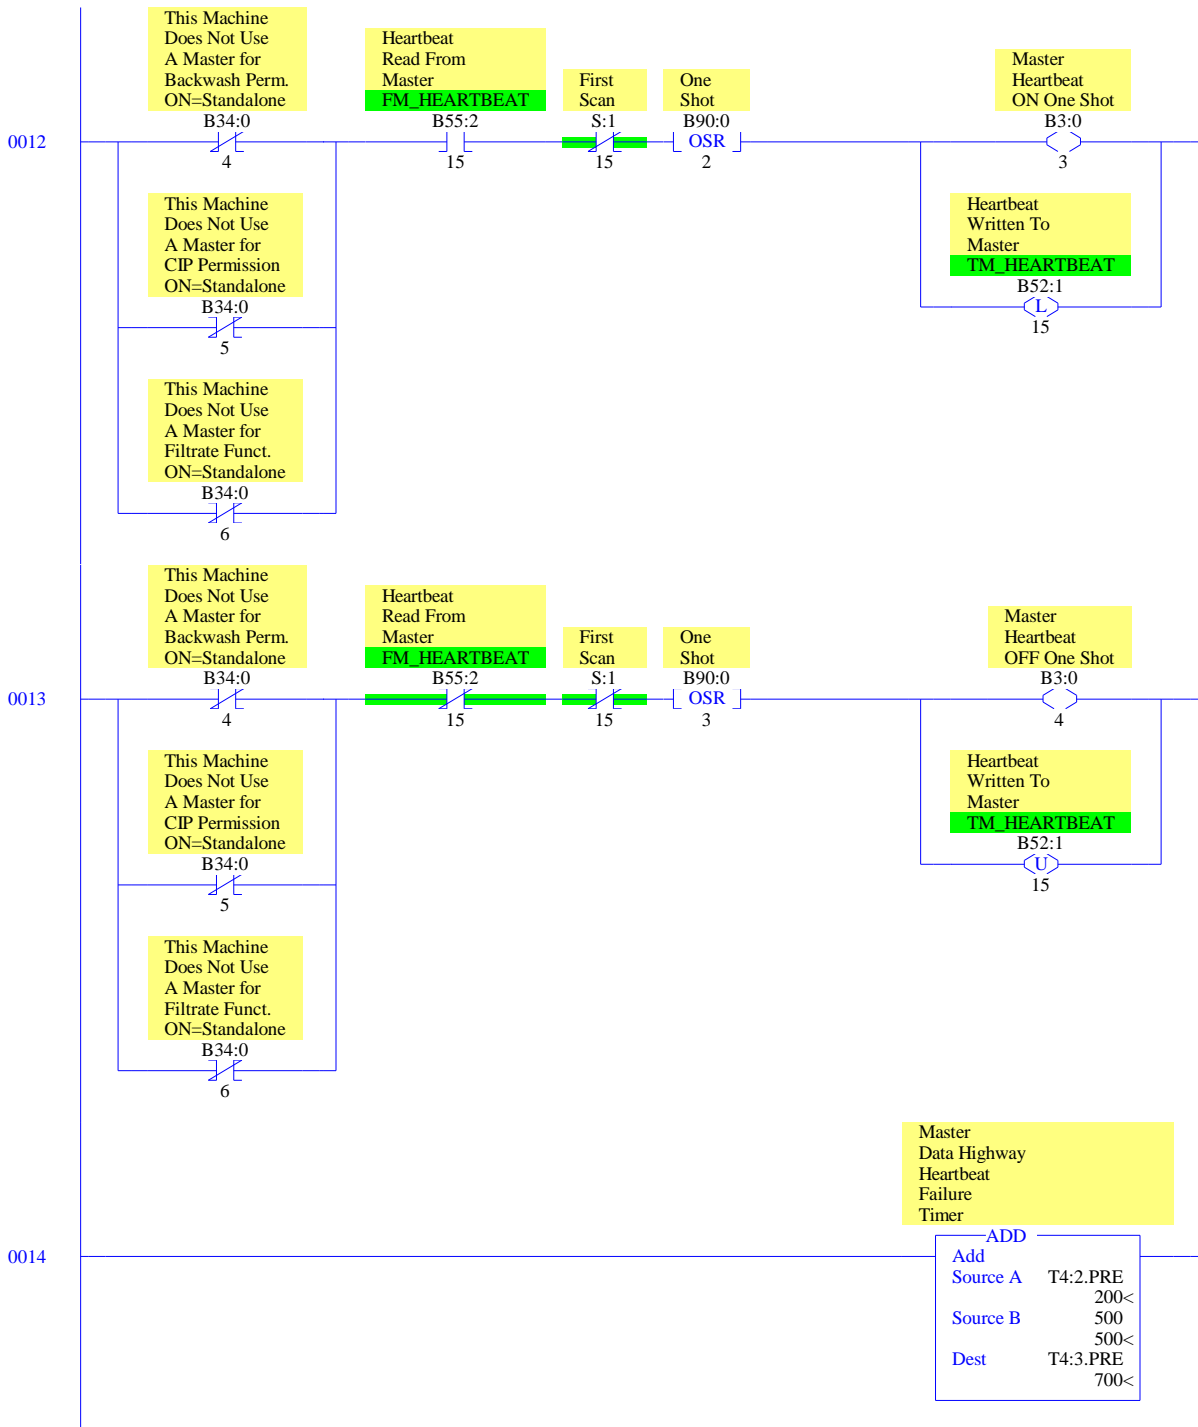 This Machine
Does Not Use
A Master for
Backwash Perm.
ON=Standalone
B34:0
4
Heartbeat
Read From
Master
FM_HEARTBEAT
B55:2
15
First
Scan
S:1
15
One
Shot
B90:0
OSR
2
Master
Heartbeat
ON One Shot
B3:0
3
0012
This Machine
Does Not Use
A Master for
CIP Permission
ON=Standalone
B34:0
5
Heartbeat
Written To
Master
TM_HEARTBEAT
B52:1
L
15
This Machine
Does Not Use
A Master for
Filtrate Funct.
ON=Standalone
B34:0
6
This Machine
Does Not Use
A Master for
Backwash Perm.
ON=Standalone
B34:0
4
Heartbeat
Read From
Master
FM_HEARTBEAT
B55:2
15
First
Scan
S:1
15
One
Shot
B90:0
OSR
3
Master
Heartbeat
OFF One Shot
B3:0
4
0013
This Machine
Does Not Use
A Master for
CIP Permission
ON=Standalone
B34:0
5
Heartbeat
Written To
Master
TM_HEARTBEAT
B52:1
U
15
This Machine
Does Not Use
A Master for
Filtrate Funct.
ON=Standalone
B34:0
6
Master
Data Highway
Heartbeat
Failure
Timer
0014
ADD
Add
Source A T4:2.PRE
200<
Source B 500
500<
Dest T4:3.PRE
700<